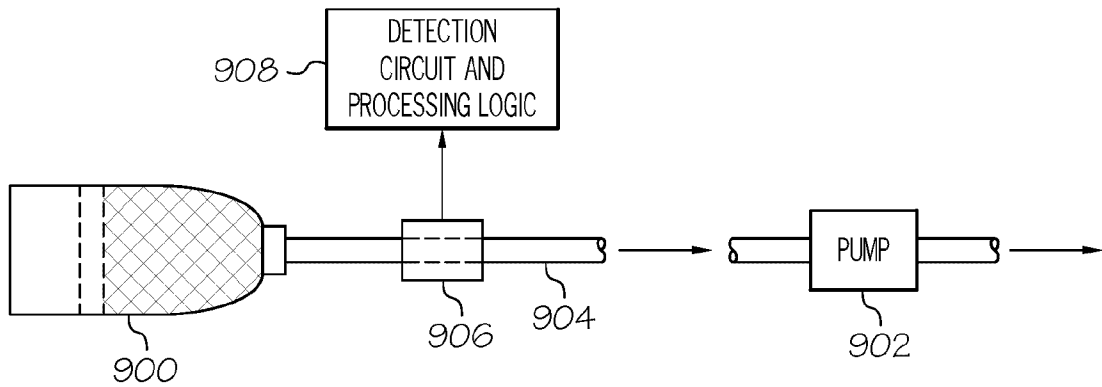 DETECTION
CIRCUIT AND
PROCESSING LOGIC
908
PUMP
906
904
902
900